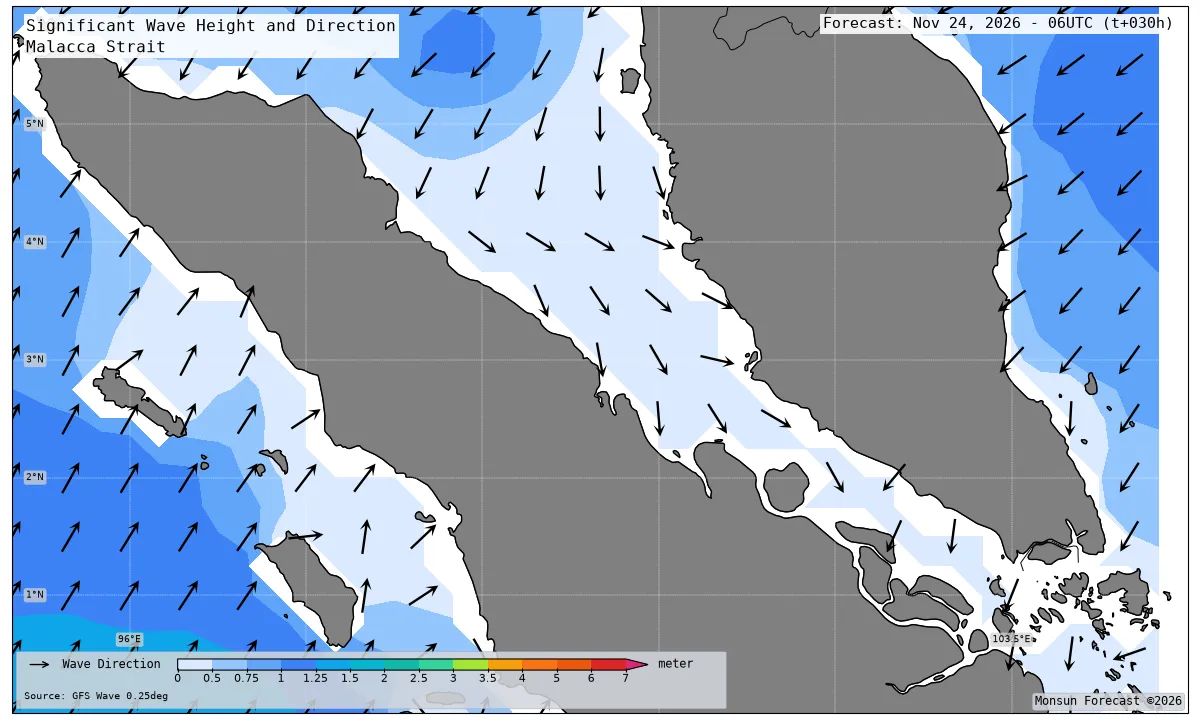 Significant Wave Height and Direction
Malacca Strait
Forecast: Nov 24, 2026 - 06UTC (t+030h)
5°N
4°N
3°N
2°N
1°N
96°E
103.5°E
Wave Direction
meter
0 0.5 0.75 1 1.25 1.5 2 2.5 3 3.5 4 5 6 7
Source: GFS Wave 0.25deg
Monsun Forecast ©2026